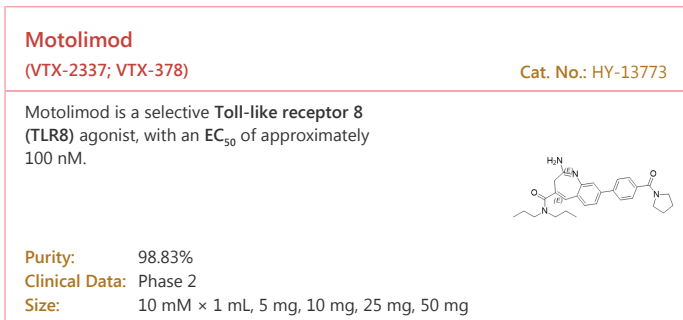 Motolimod
(VTX-2337; VTX-378)
Cat. No.: HY-13773
Motolimod is a selective Toll-like receptor 8
(TLR8) agonist, with an EC50 of approximately
100 nM.
H2N
(E)
N
O
(E)
N
O
N
Purity: 98.83%
Clinical Data: Phase 2
Size: 10 mM × 1 mL, 5 mg, 10 mg, 25 mg, 50 mg